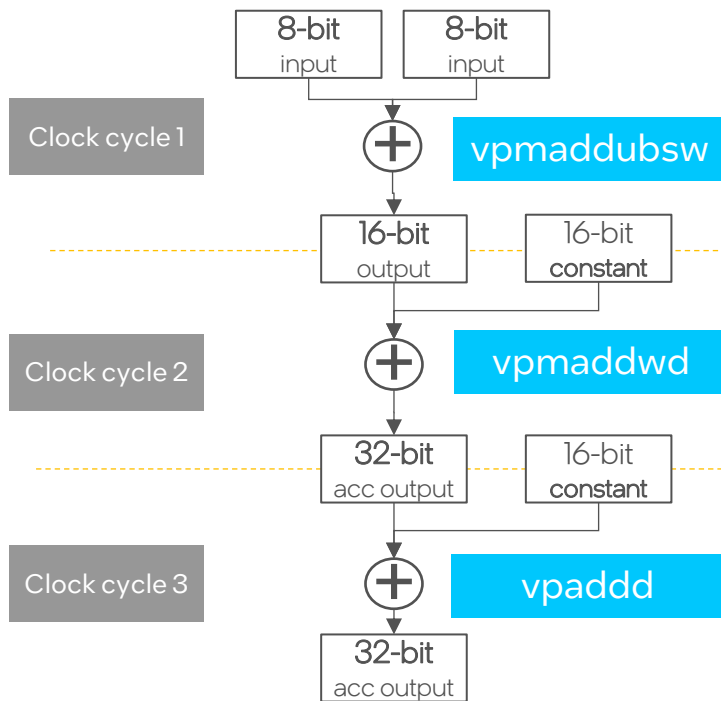 8-bit
input
8-bit
input
Clock cycle 1
vpmaddubsw
16-bit
output
16-bit
constant
Clock cycle 2
vpmaddwd
32-bit
acc output
16-bit
constant
Clock cycle 3
vpaddd
32-bit
acc output